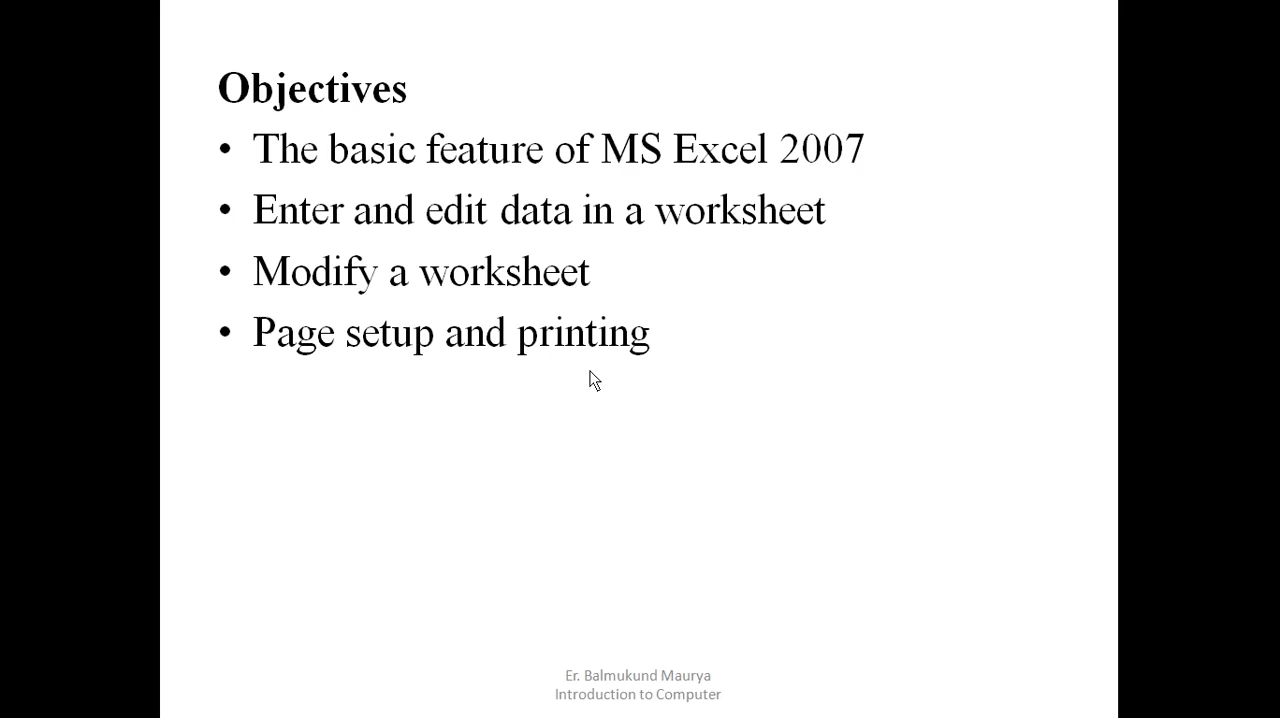 Objectives
• The basic feature of MS Excel 2007
• Enter and edit data in a worksheet
• Modify a worksheet
• Page setup and printing
Er. Balmukund Maurya
Introduction to Computer